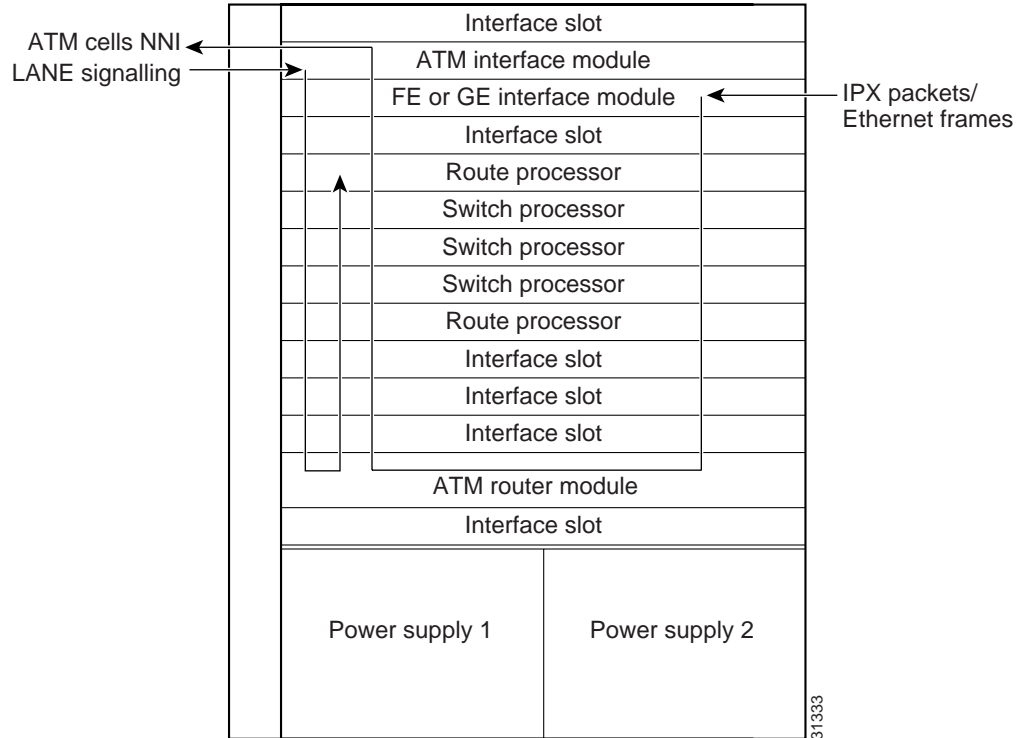 Interface slot
ATM cells NNI
ATM interface module
LANE signalling
FE or GE interface module
IPX packets/
Ethernet frames
Interface slot
Route processor
Switch processor
Switch processor
Switch processor
Route processor
Interface slot
Interface slot
Interface slot
ATM router module
Interface slot
Power supply 1
Power supply 2
31333